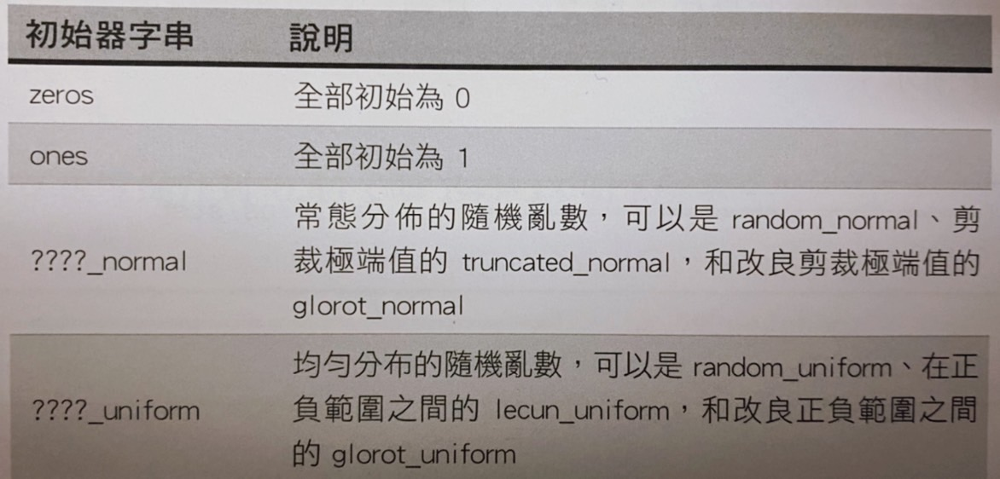 初始器字串 說明
zeros 全部初始為 0
ones 全部初始為 1
常態分佈的隨機亂數，可以是 random_normal、剪
????_normal 裁極端值的 truncated_normal，和改良剪裁極端值的
glorot_normal
均勻分布的隨機亂數，可以是 random_uniform、在正
????_uniform 負範圍之間的 lecun_uniform，和改良正負範圍之間
的 glorot_uniform